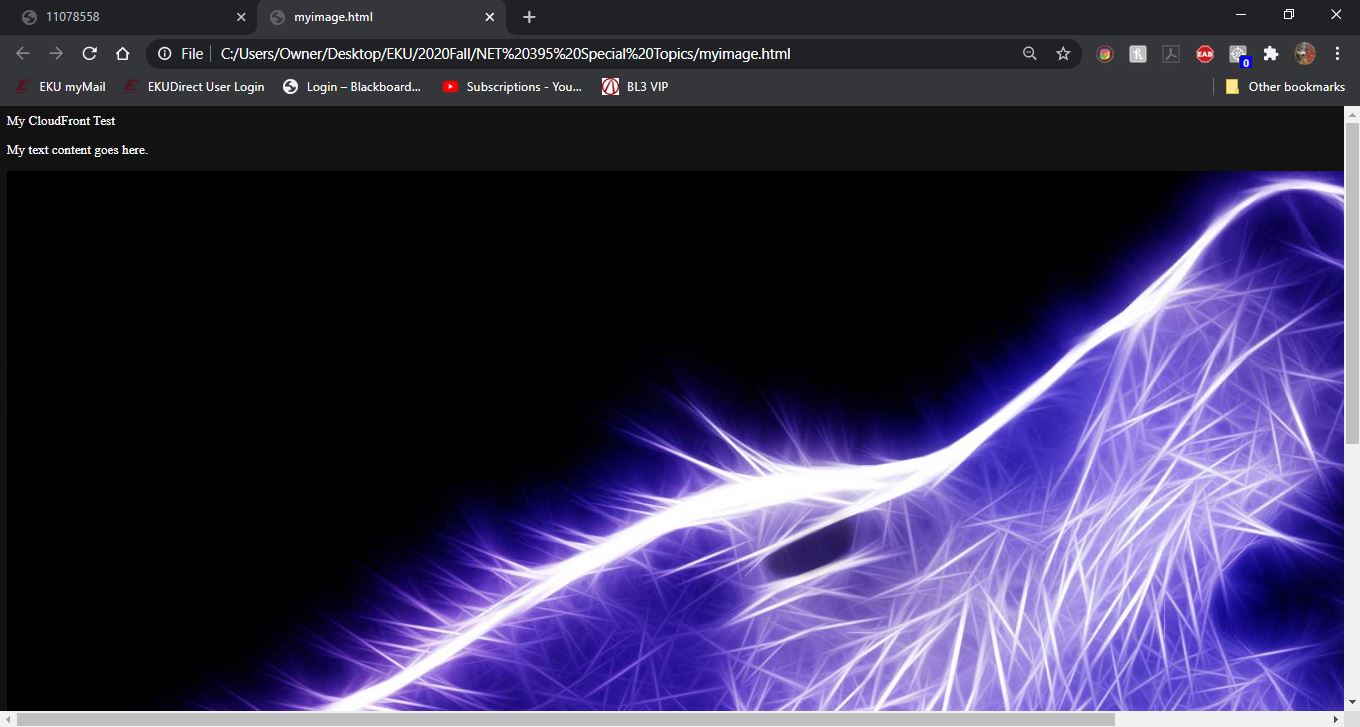 11078558
myimage.html
File
C:/Users/Owner/Desktop/EKU/2020Fall/NET%20395%20Special%20Topics/myimage.html
EAB
0
EKU myMail
EKUDirect User Login
Login – Blackboard...
Subscriptions - You...
BL3 VIP
Other bookmarks
My CloudFront Test
My text content goes here.